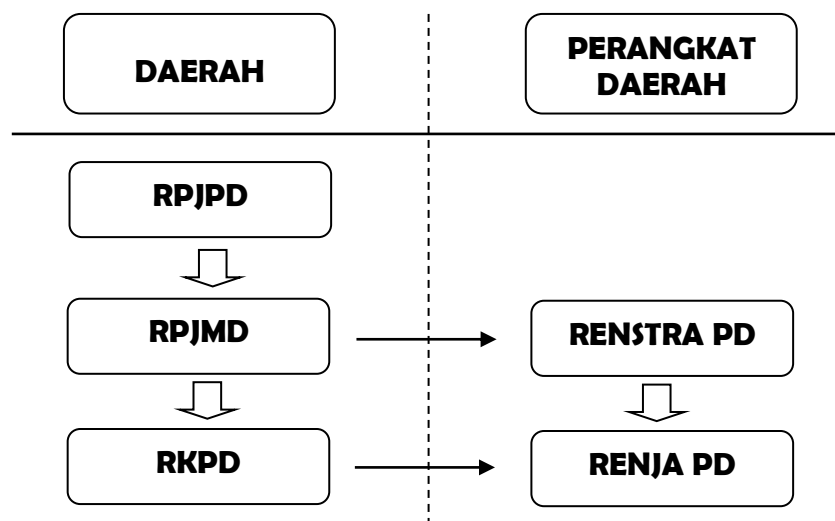 DAERAH
PERANGKAT
DAERAH
RPJPD
RPJMD
RENSTRA PD
RKPD
RENJA PD